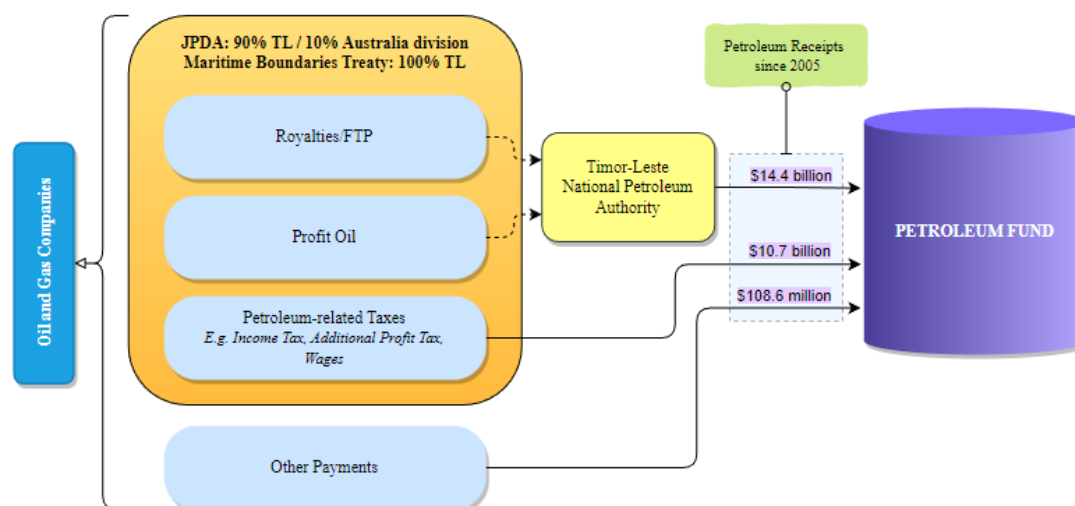 Oil and Gas Companies
JPDA: 90% TL / 10% Australia division
Maritime Boundaries Treaty: 100% TL
Royalties/FTP
Profit Oil
Petroleum-related Taxes
E.g. Income Tax, Additional Profit Tax,
Wages
Other Payments
Timor-Leste
National Petroleum
Authority
Petroleum Receipts
since 2005
$14.4 billion
$10.7 billion
$108.6 million
PETROLEUM FUND